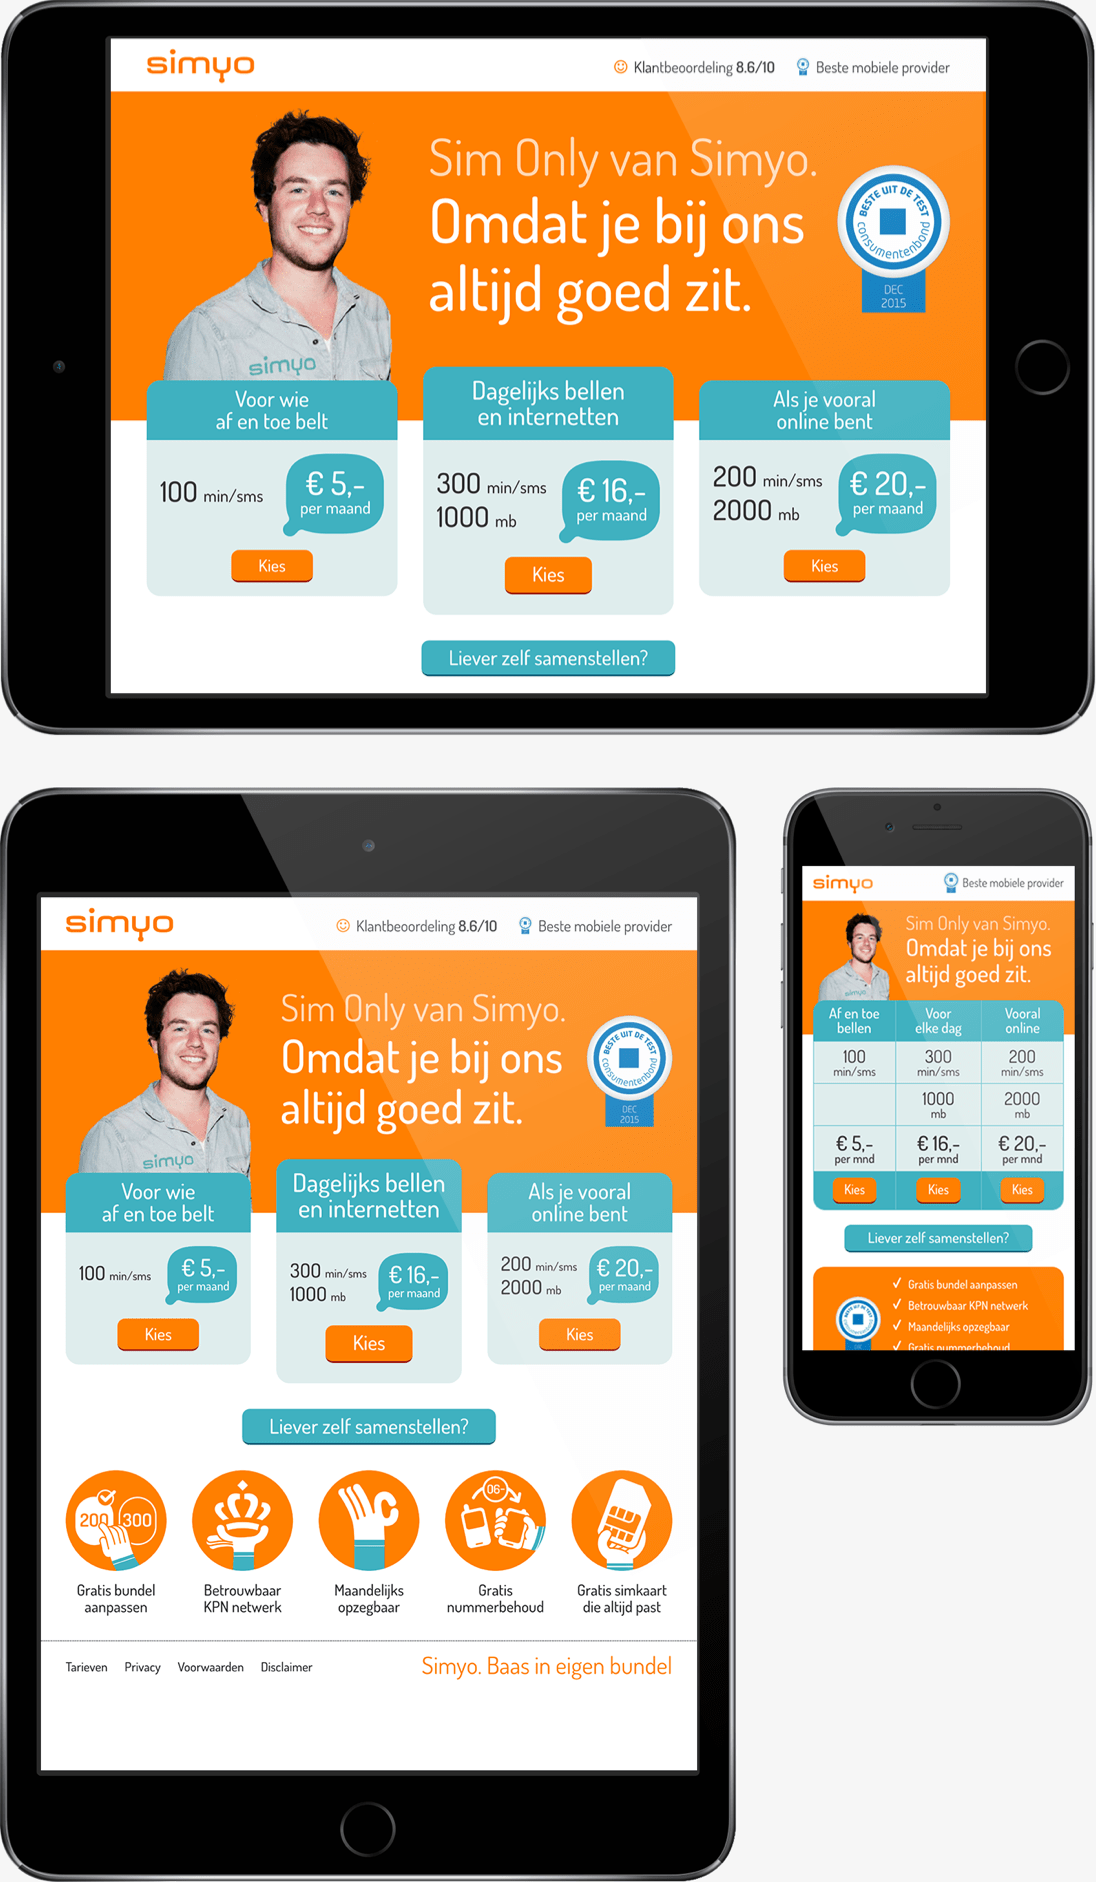 simyo
Klantbeoordeling 8.6/10
Beste mobiele provider
Sim Only van Simyo.
Omdat je bij ons
altijd goed zit.
BESTE UIT DE TEST
consumentenbond
DEC
2015
simyo
Voor wie
af en toe belt
100 min/sms
€ 5,-
per maand
Kies
Dagelijks bellen
en internetten
300 min/sms
1000 mb
€ 16,-
per maand
Kies
Als je vooral
online bent
200 min/sms
2000 mb
€ 20,-
per maand
Kies
Liever zelf samenstellen?
simyo
Klantbeoordeling 8.6/10
Beste mobiele provider
Sim Only van Simyo.
Omdat je bij ons
altijd goed zit.
BESTE UIT DE TEST
consumentenbond
DEC
2015
simyo
Voor wie
af en toe belt
100 min/sms
€ 5,-
per maand
Kies
Dagelijks bellen
en internetten
300 min/sms
1000 mb
€ 16,-
per maand
Kies
Als je vooral
online bent
200 min/sms
2000 mb
€ 20,-
per maand
Kies
Liever zelf samenstellen?
200 300
06-
Gratis bundel
aanpassen
Betrouwbaar
KPN netwerk
Maandelijks
opzegbaar
Gratis
nummerbehoud
Gratis simkaart
die altijd past
Tarieven Privacy Voorwaarden Disclaimer
Simyo. Baas in eigen bundel
simyo
Beste mobiele provider
Sim Only van Simyo.
Omdat je bij ons
altijd goed zit.
simyo
Af en toe
bellen
Voor
elke dag
Vooral
online
100
min/sms
300
min/sms
200
min/sms
1000
mb
2000
mb
€ 5,-
per mnd
€ 16,-
per mnd
€ 20,-
per mnd
Kies
Kies
Kies
Liever zelf samenstellen?
BESTE UIT DE TEST
consumentenbond
✓ Gratis bundel aanpassen
✓ Betrouwbaar KPN netwerk
✓ Maandelijks opzegbaar
✓ Gratis nummerbehoud